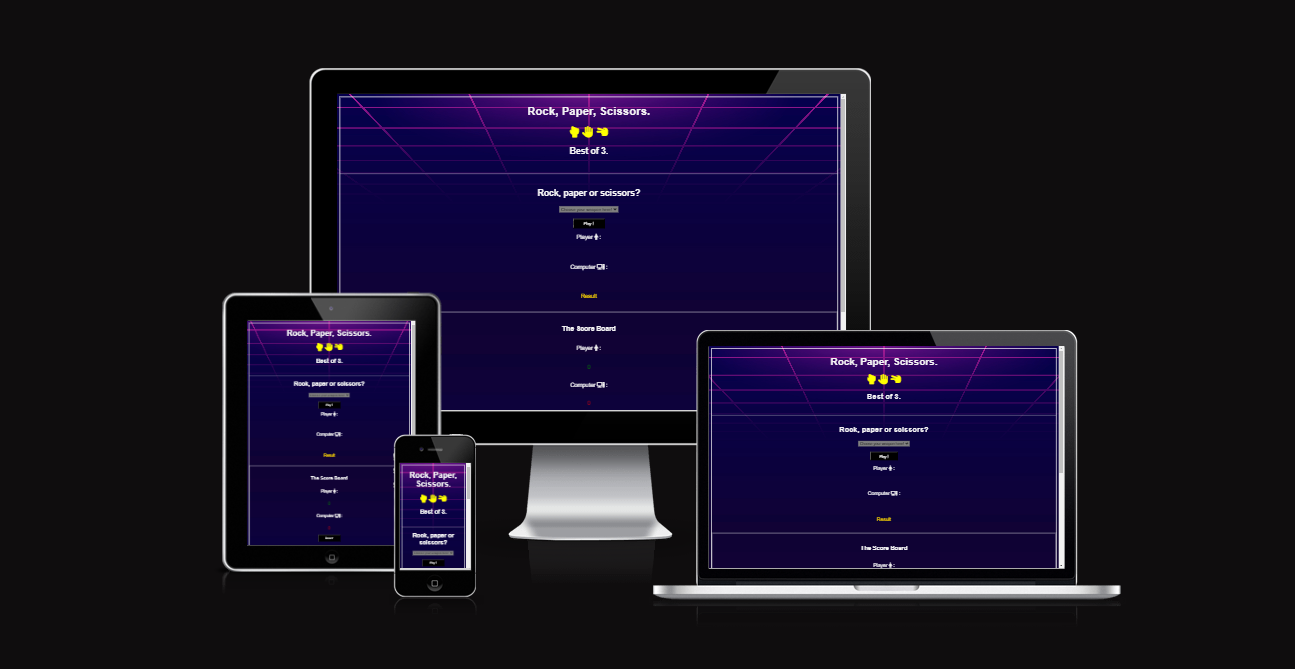 Rock, Paper, Scissors.
Best of 3.
Rock, paper or scissors?
Play!
Player :
Computer :
Result
The Score Board
Player :
0
Computer :
0
Rock, Paper, Scissors.
Best of 3.
Rock, paper or scissors?
Play!
Player :
Computer :
Result
The Score Board
Player :
Computer :
Rock, Paper,
Scissors.
Best of 3.
Rock, paper or
scissors?
Play!
Rock, Paper, Scissors.
Best of 3.
Rock, paper or scissors?
Play!
Player :
Computer :
Result
The Score Board
Player :